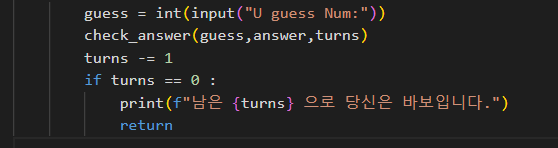 guess = int(input("U guess Num:"))
check_answer(guess,answer,turns)
turns -= 1
if turns == 0 :
print(f"남은 {turns} 으로 당신은 바보입니다.")
return